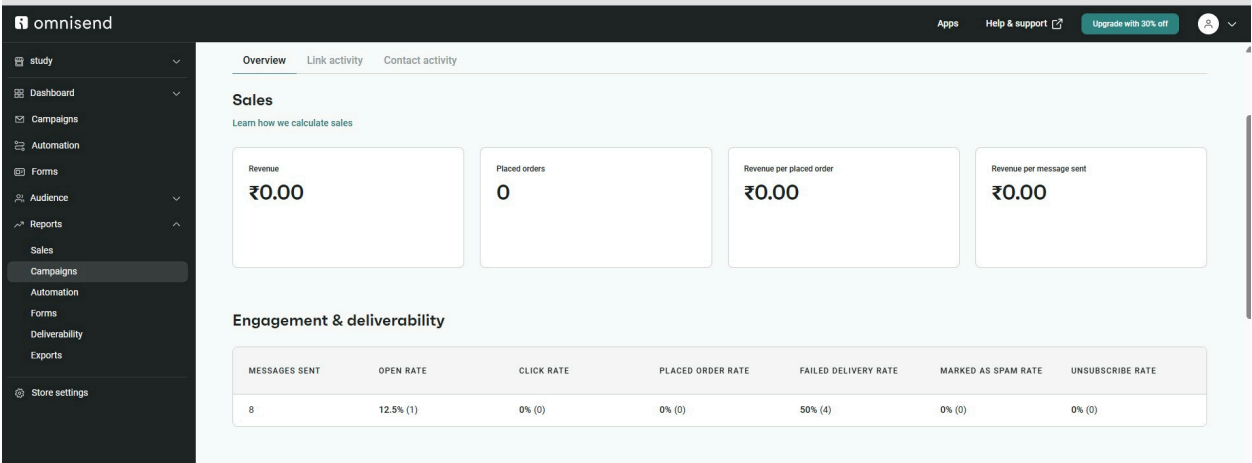 omnisend
Apps Help & support Upgrade with 30% off
study
Dashboard
Campaigns
Automation
Forms
Audience
Reports
Sales
Campaigns
Automation
Forms
Deliverability
Exports
Store settings
Overview Link activity Contact activity
Sales
Learn how we calculate sales
Revenue
₹0.00
Placed orders
0
Revenue per placed order
₹0.00
Revenue per message sent
₹0.00
Engagement & deliverability
MESSAGES SENT OPEN RATE CLICK RATE PLACED ORDER RATE FAILED DELIVERY RATE MARKED AS SPAM RATE UNSUBSCRIBE RATE
8 12.5% (1) 0% (0) 0% (0) 50% (4) 0% (0) 0% (0)